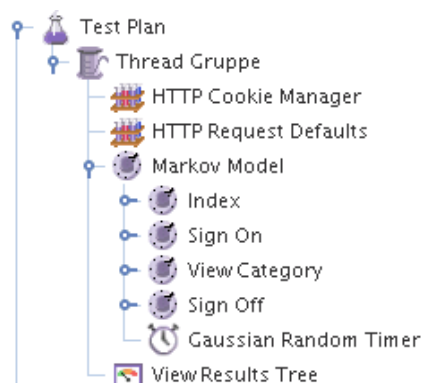 Test Plan
Thread Gruppe
HTTP Cookie Manager
HTTP Request Defaults
Markov Model
Index
Sign On
View Category
Sign Off
Gaussian Random Timer
View Results Tree